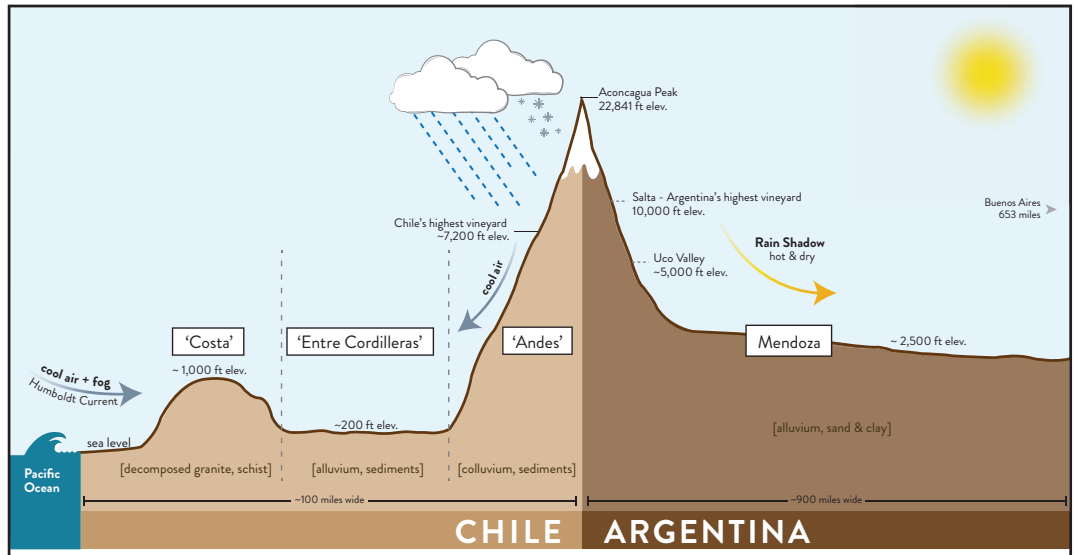 Aconcagua Peak
22,841 ft elev.
Salta - Argentina's highest vineyard
10,000 ft elev.
Buenos Aires
653 miles
Chile's highest vineyard
~7,200 ft elev.
Rain Shadow
hot & dry
Uco Valley
~5,000 ft elev.
cool air
'Costa'
'Entre Cordilleras'
'Andes'
Mendoza
~ 2,500 ft elev.
~ 1,000 ft elev.
cool air + fog
Humboldt Current
~200 ft elev.
sea level
[alluvium, sand & clay]
Pacific
Ocean
[decomposed granite, schist]
[alluvium, sediments]
[colluvium, sediments]
~100 miles wide
~900 miles wide
CHILE
ARGENTINA